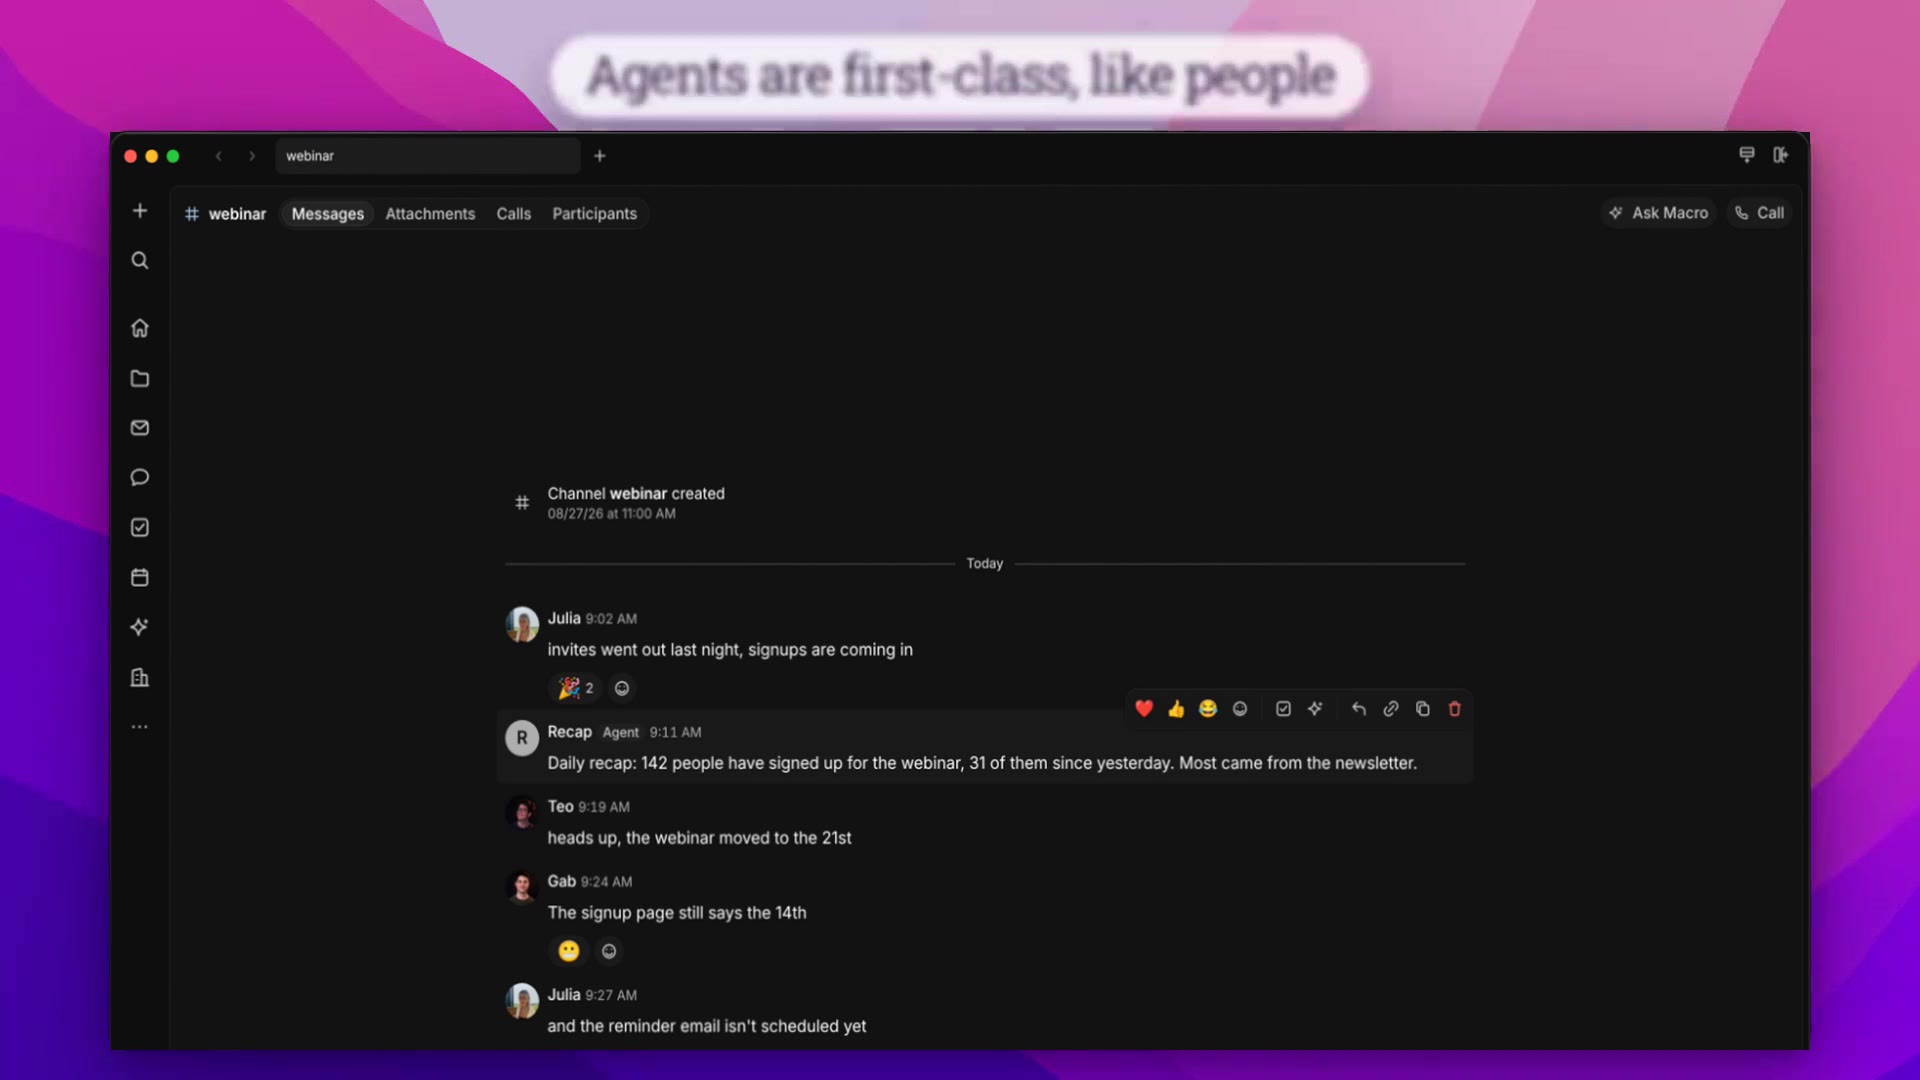 Agents are first-class, like people
webinar
# webinar Messages Attachments Calls Participants Ask Macro Call
# Channel webinar created
08/27/26 at 11:00 AM
Today
Julia 9:02 AM
invites went out last night, signups are coming in
🎉 2
R Recap Agent 9:11 AM
Daily recap: 142 people have signed up for the webinar, 31 of them since yesterday. Most came from the newsletter.
Teo 9:19 AM
heads up, the webinar moved to the 21st
Gab 9:24 AM
The signup page still says the 14th
Julia 9:27 AM
and the reminder email isn't scheduled yet